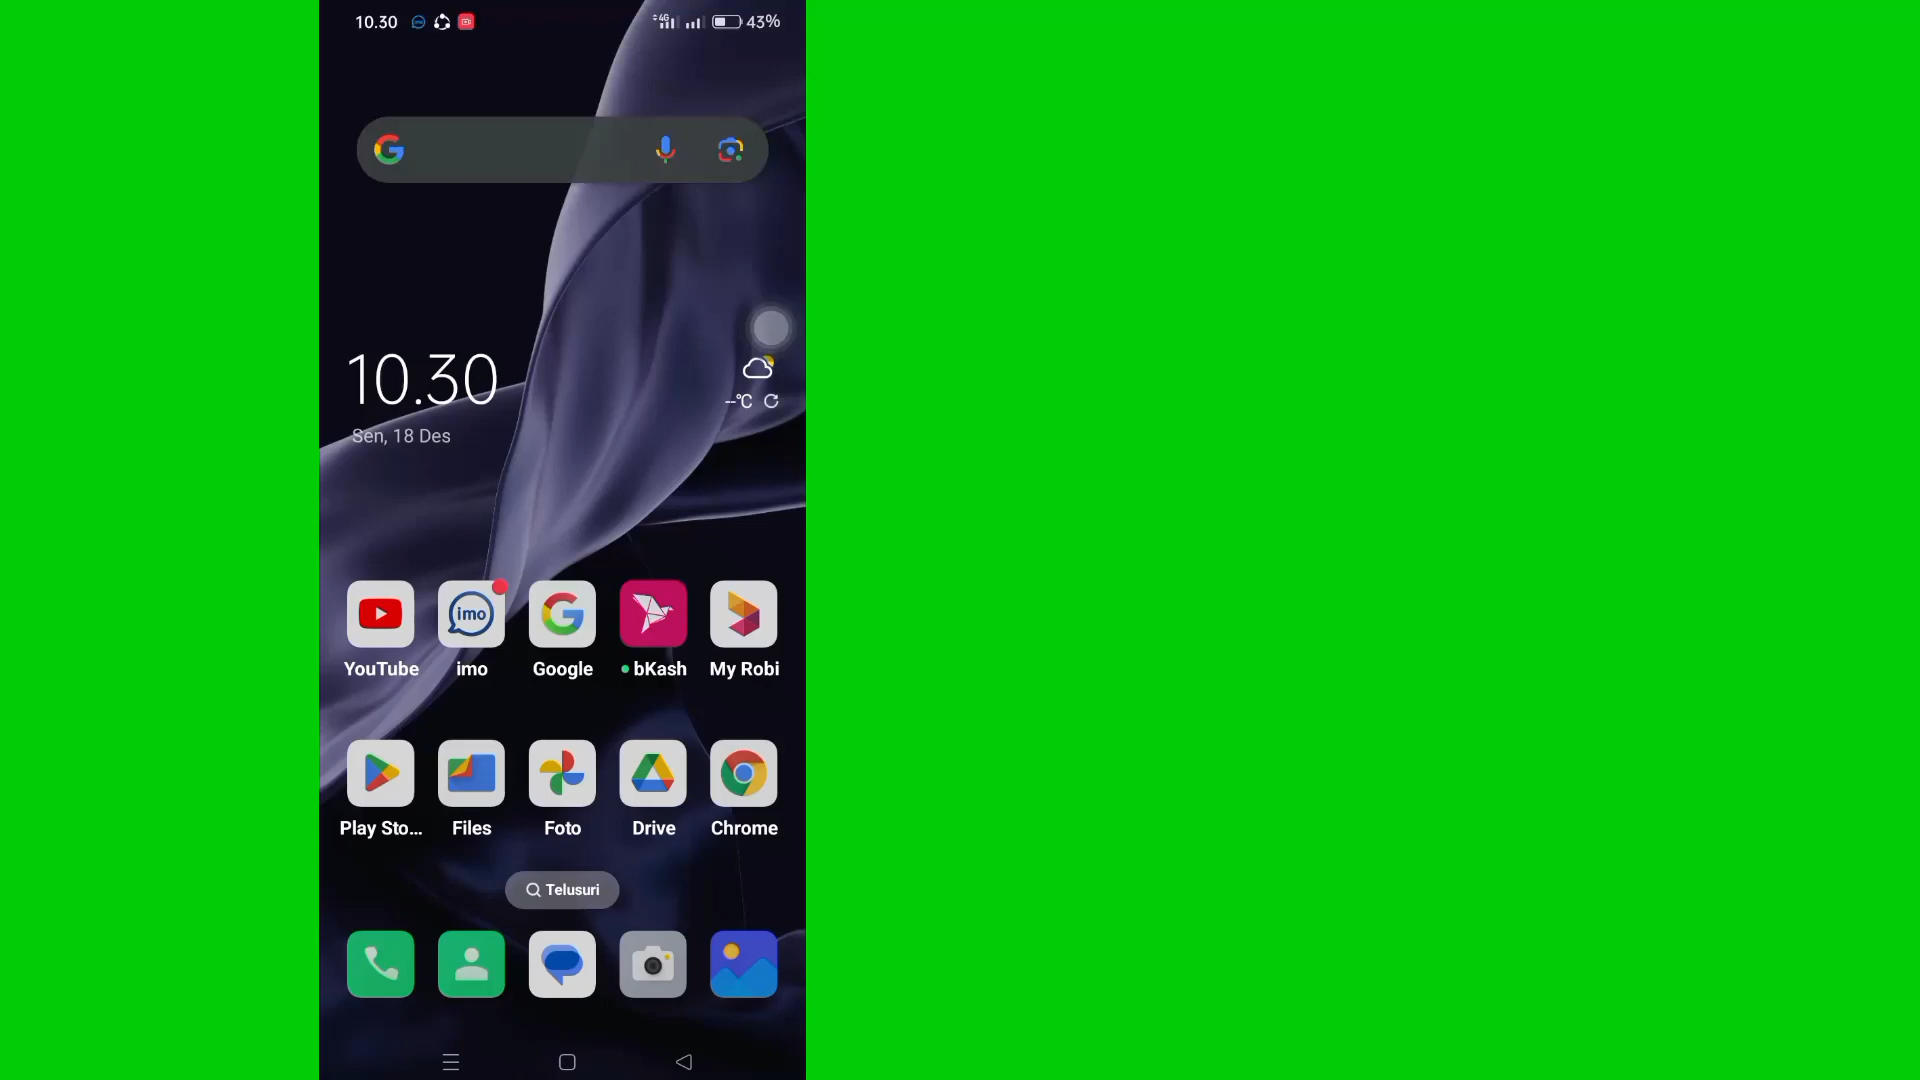 10.30 4G 43%
10.30
--°C
Sen, 18 Des
imo
YouTube imo Google bKash My Robi
Play Sto... Files Foto Drive Chrome
Telusuri